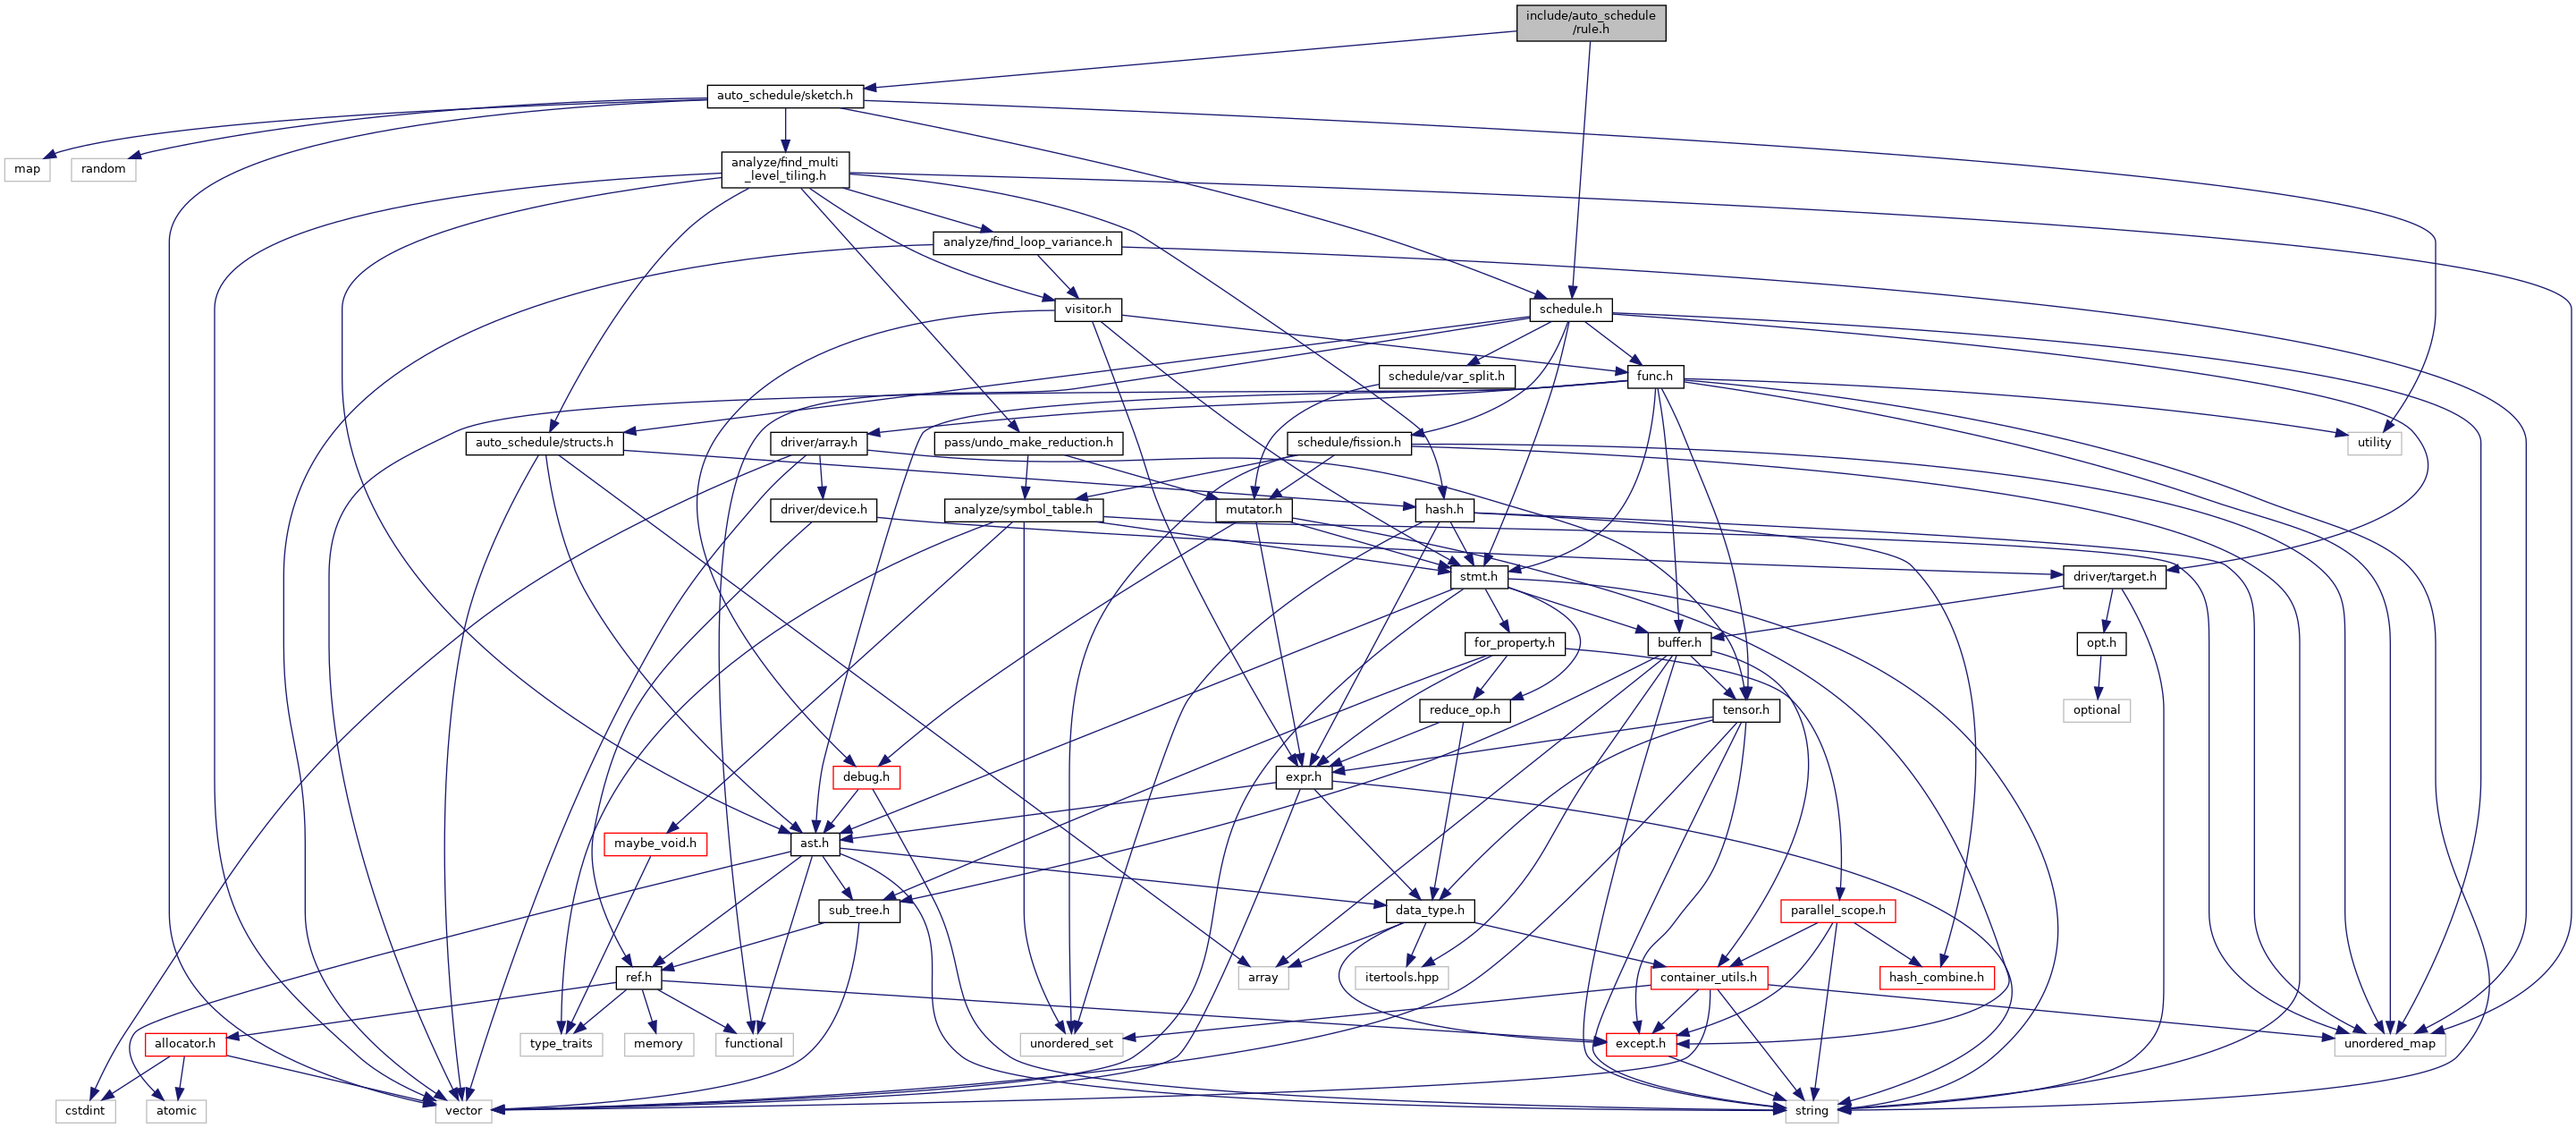 include/auto_schedule
/rule.h
auto_schedule/sketch.h
map
random
analyze/find_multi
_level_tiling.h
analyze/find_loop_variance.h
visitor.h
schedule.h
schedule/var_split.h
func.h
auto_schedule/structs.h
driver/array.h
pass/undo_make_reduction.h
schedule/fission.h
utility
driver/device.h
analyze/symbol_table.h
mutator.h
hash.h
stmt.h
driver/target.h
for_property.h
buffer.h
opt.h
reduce_op.h
tensor.h
optional
debug.h
expr.h
maybe_void.h
ast.h
sub_tree.h
data_type.h
parallel_scope.h
ref.h
array
itertools.hpp
container_utils.h
hash_combine.h
allocator.h
type_traits
memory
functional
unordered_set
except.h
unordered_map
cstdint
atomic
vector
string